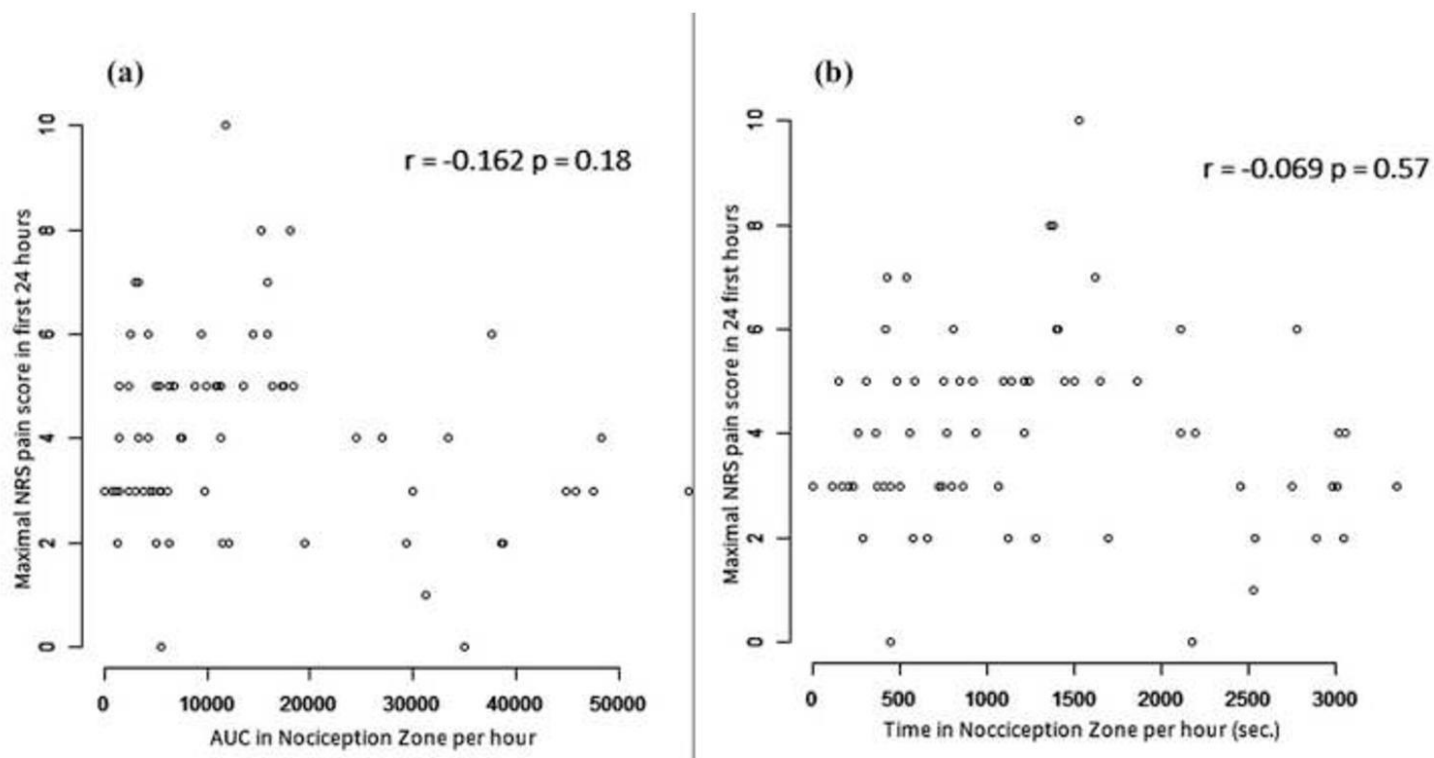 (a)
r = -0.162 p = 0.18
Maximal NRS pain score in first 24 hours
10
8
6
4
2
0
0 10000 20000 30000 40000 50000
AUC in Nociception Zone per hour
(b)
r = -0.069 p = 0.57
Maximal NRS pain score in 24 first hours
10
8
6
4
2
0
0 500 1000 1500 2000 2500 3000
Time in Nocciception Zone per hour (sec.)